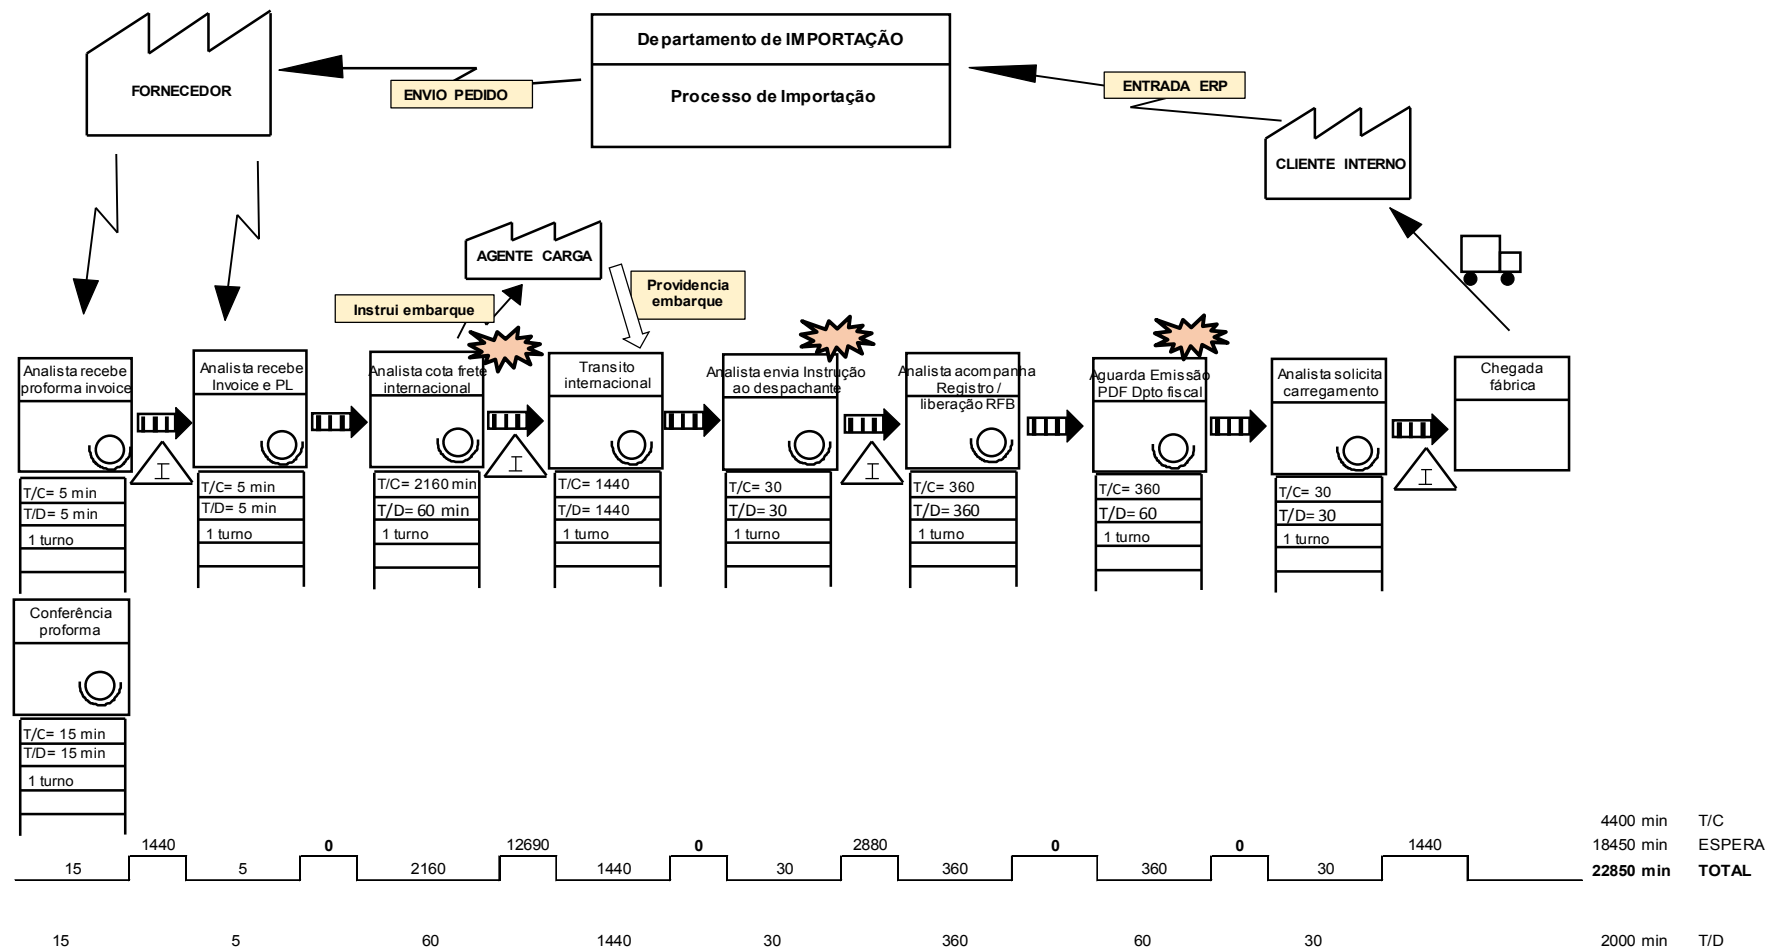 Departamento de IMPORTAÇÃO
Processo de Importação
FORNECEDOR
ENVIO PEDIDO
ENTRADA ERP
CLIENTE INTERNO
AGENTE CARGA
Instrui embarque
Providencia
embarque
Analista recebe
proforma invoice
T/C= 5 min
T/D= 5 min
1 turno
Analista recebe
Invoice e PL
T/C= 5 min
T/D= 5 min
1 turno
Analista cota frete
internacional
T/C= 2160 min
T/D= 60 min
1 turno
Transito
internacional
T/C= 1440
T/D= 1440
1 turno
Analista envia Instrução
ao despachante
T/C= 30
T/D= 30
1 turno
Analista acompanha
Registro /
liberação RFB
T/C= 360
T/D= 360
1 turno
Aguarda Emissão
PDF Dpto fiscal
T/C= 360
T/D= 60
1 turno
Analista solicita
carregamento
T/C= 30
T/D= 30
1 turno
Chegada
fábrica
I
I
I
I
Conferência
proforma
T/C= 15 min
T/D= 15 min
1 turno
4400 min T/C
1440 0 12690 0 2880 0 0 1440 18450 min ESPERA
15 5 2160 1440 30 360 360 30 22850 min TOTAL
15 5 60 1440 30 360 60 30 2000 min T/D